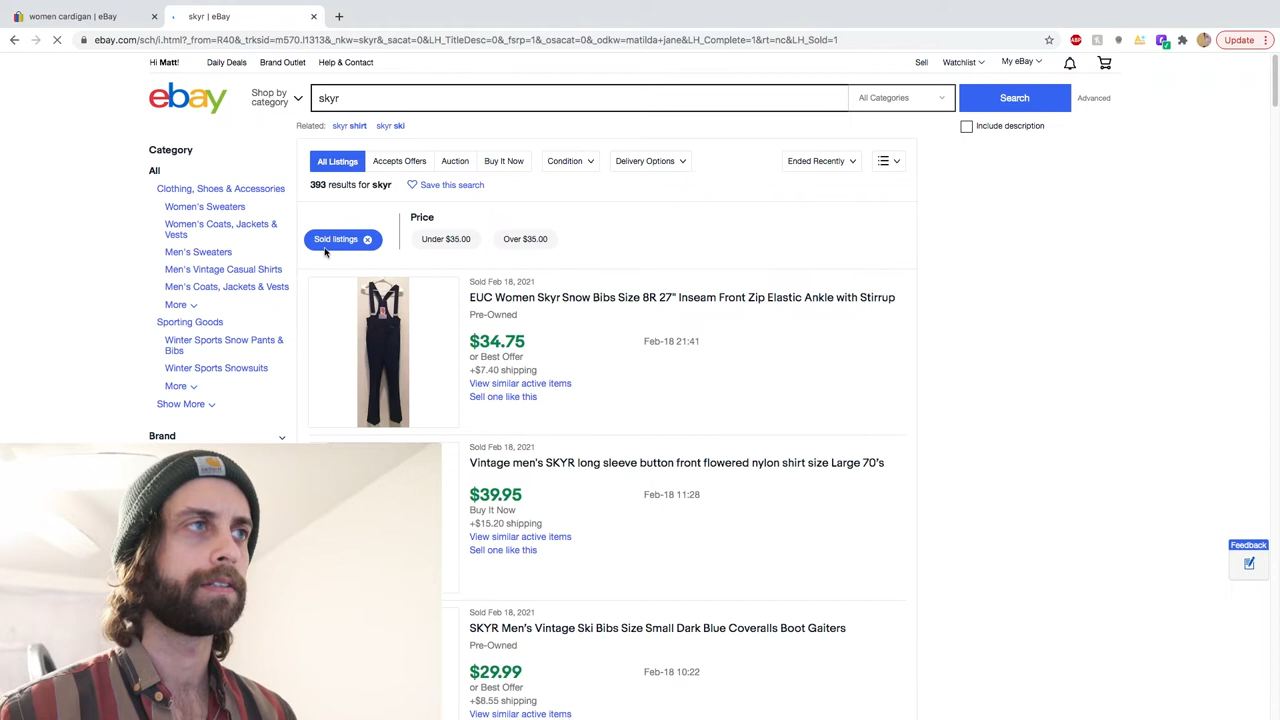 women cardigan | eBay
skyr | eBay
ebay.com/sch/i.html?_from=R40&_trksid=m570.l1313&_nkw=skyr&_sacat=0&LH_TitleDesc=0&_fsrp=1&_osacat=0&_odkw=matilda+jane&LH_Complete=1&rt=nc&LH_Sold=1
ABP
Update
Hi Matt!
Daily Deals
Brand Outlet
Help & Contact
Sell
Watchlist
My eBay
ebay
Shop by
category
skyr
All Categories
Search
Advanced
Related: skyr shirt skyr ski
Include description
Category
All
Clothing, Shoes & Accessories
Women's Sweaters
Women's Coats, Jackets &
Vests
Men's Sweaters
Men's Vintage Casual Shirts
Men's Coats, Jackets & Vests
More
Sporting Goods
Winter Sports Snow Pants &
Bibs
Winter Sports Snowsuits
More
Show More
Brand
All Listings
Accepts Offers
Auction
Buy It Now
Condition
Delivery Options
Ended Recently
393 results for skyr
Save this search
Sold listings
Price
Under $35.00
Over $35.00
Sold Feb 18, 2021
EUC Women Skyr Snow Bibs Size 8R 27" Inseam Front Zip Elastic Ankle with Stirrup
Pre-Owned
$34.75
Feb-18 21:41
or Best Offer
+$7.40 shipping
View similar active items
Sell one like this
Sold Feb 18, 2021
Vintage men's SKYR long sleeve button front flowered nylon shirt size Large 70's
$39.95
Feb-18 11:28
Buy It Now
+$15.20 shipping
View similar active items
Sell one like this
Sold Feb 18, 2021
SKYR Men's Vintage Ski Bibs Size Small Dark Blue Coveralls Boot Gaiters
Pre-Owned
$29.99
Feb-18 10:22
or Best Offer
+$8.55 shipping
View similar active items
Feedback